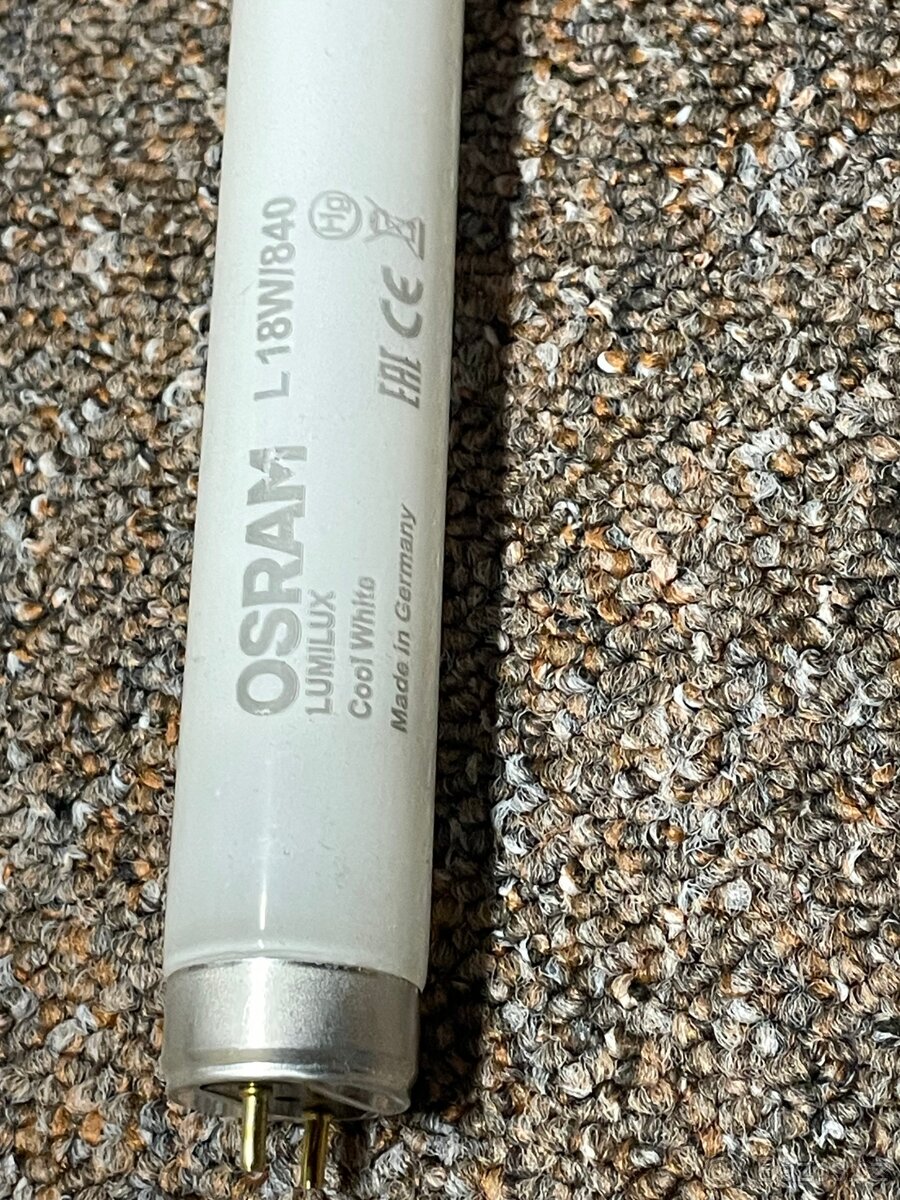 OSRAM L 18W/840
LUMILUX Hg
Cool White EAC CE
Made in Germany